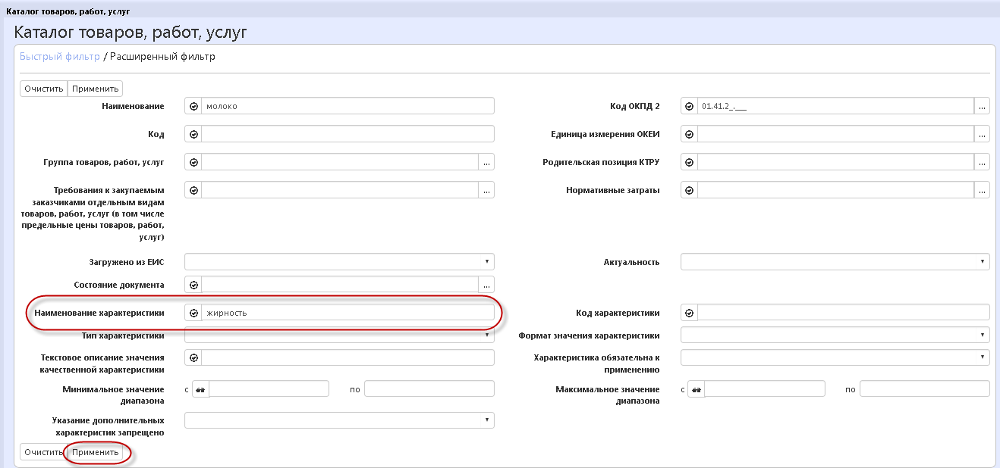 Каталог товаров, работ, услуг
Каталог товаров, работ, услуг
Быстрый фильтр / Расширенный фильтр
Очистить Применить
Наименование молоко Код ОКПД 2 01.41.2_.___ ...
Код Единица измерения ОКЕИ ...
Группа товаров, работ, услуг ... Родительская позиция КТРУ ...
Требования к закупаемым ... Нормативные затраты ...
заказчиками отдельным видам
товаров, работ, услуг (в том числе
предельные цены товаров, работ,
услуг)
Загружено из ЕИС Актуальность
Состояние документа ...
Наименование характеристики жирность Код характеристики
Тип характеристики Формат значения характеристики
Текстовое описание значения Характеристика обязательна к
качественной характеристики применению
Минимальное значение с по Максимальное значение с по
диапазона диапазона
Указание дополнительных
характеристик запрещено
Очистить Применить